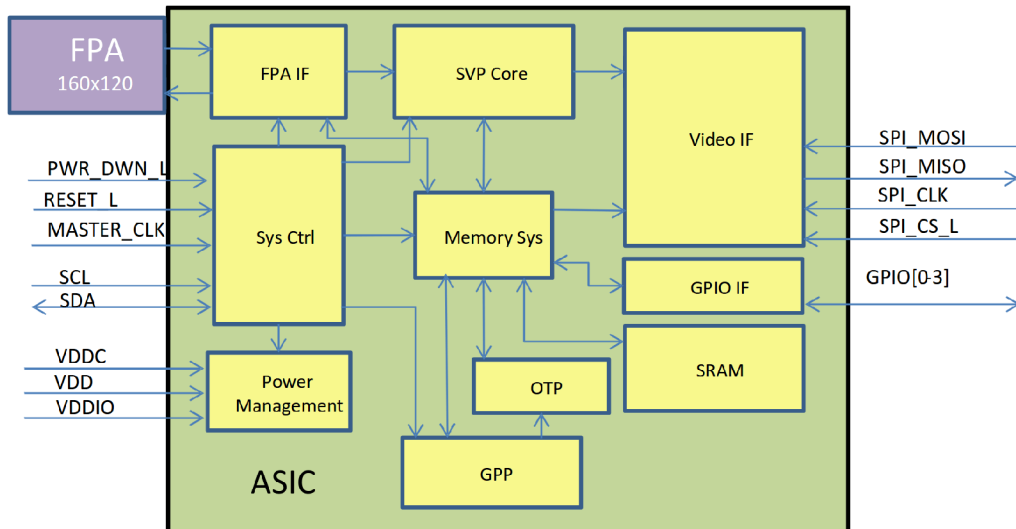 FPA
160x120
FPA IF
SVP Core
Video IF
SPI_MOSI
SPI_MISO
SPI_CLK
SPI_CS_L
PWR_DWN_L
RESET_L
MASTER_CLK
SCL
SDA
Sys Ctrl
Memory Sys
GPIO IF
GPIO[0-3]
VDDC
VDD
VDDIO
Power
Management
OTP
SRAM
GPP
ASIC